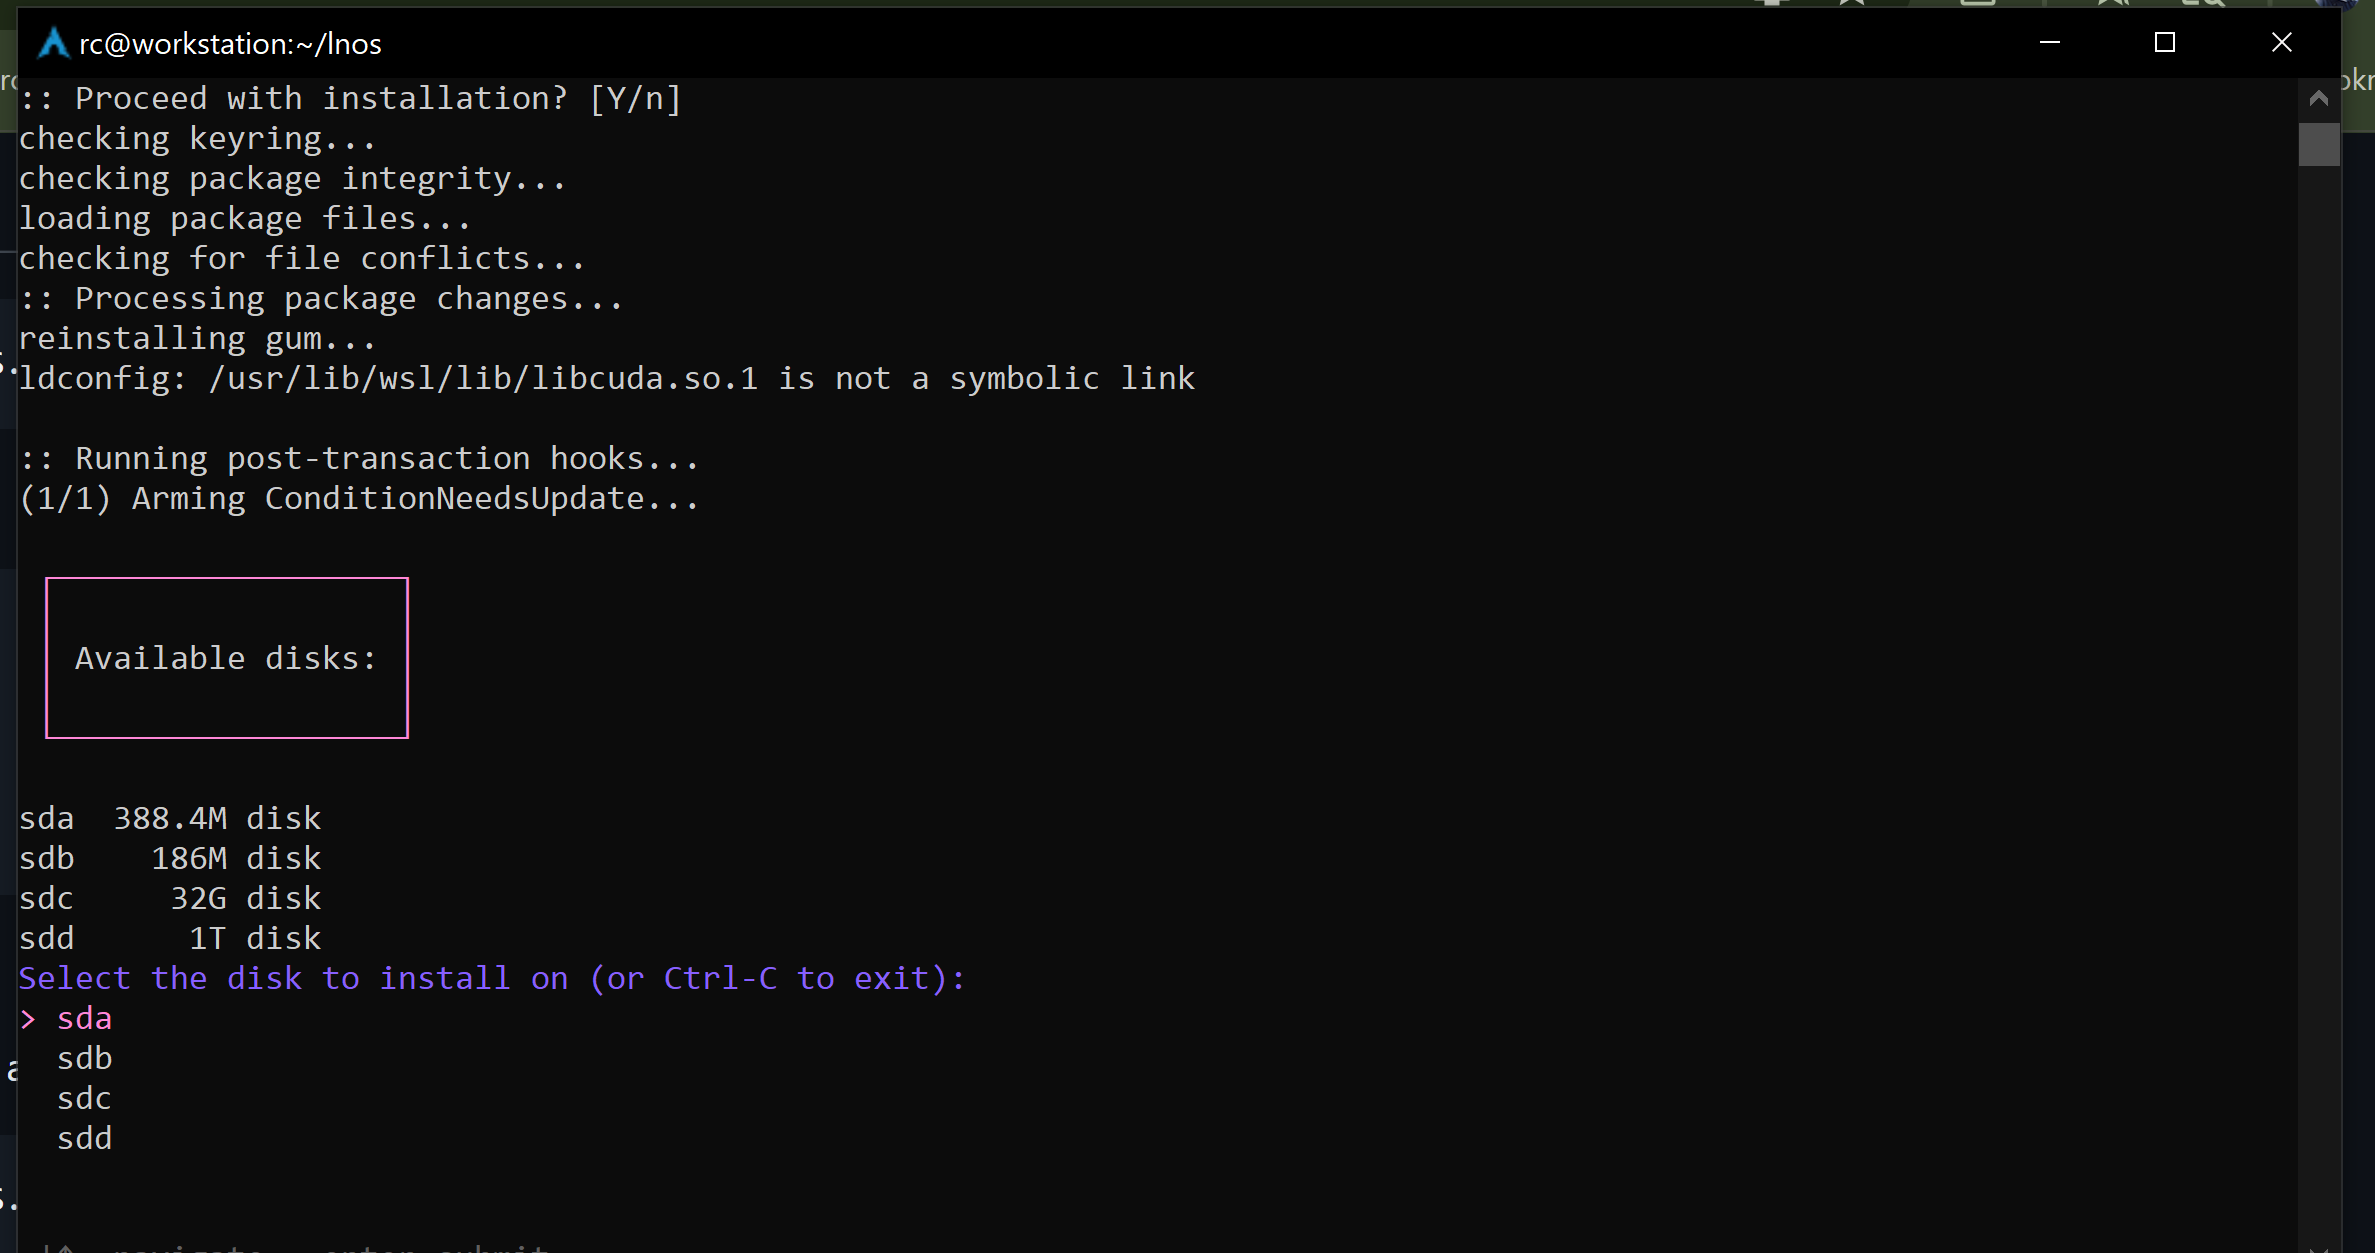 rc@workstation:~/lnos
:: Proceed with installation? [Y/n]
checking keyring...
checking package integrity...
loading package files...
checking for file conflicts...
:: Processing package changes...
reinstalling gum...
ldconfig: /usr/lib/wsl/lib/libcuda.so.1 is not a symbolic link
:: Running post-transaction hooks...
(1/1) Arming ConditionNeedsUpdate...
Available disks:
sda  388.4M disk
sdb    186M disk
sdc     32G disk
sdd      1T disk
Select the disk to install on (or Ctrl-C to exit):
> sda
  sdb
  sdc
  sdd